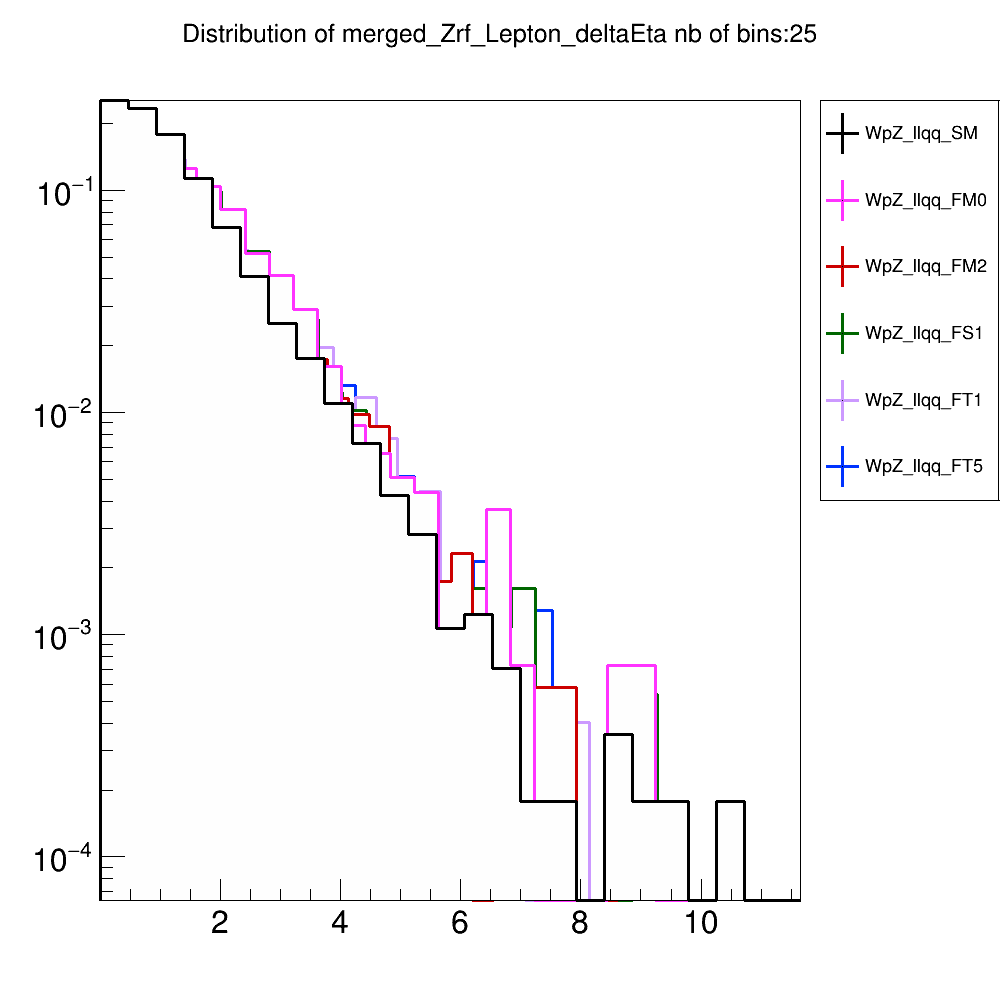 Distribution of merged_Zrf_Lepton_deltaEta nb of bins:25
WpZ_llqq_SM
WpZ_llqq_FM0
WpZ_llqq_FM2
WpZ_llqq_FS1
WpZ_llqq_FT1
WpZ_llqq_FT5
10−1
10−2
10−3
10−4
2 4 6 8 10